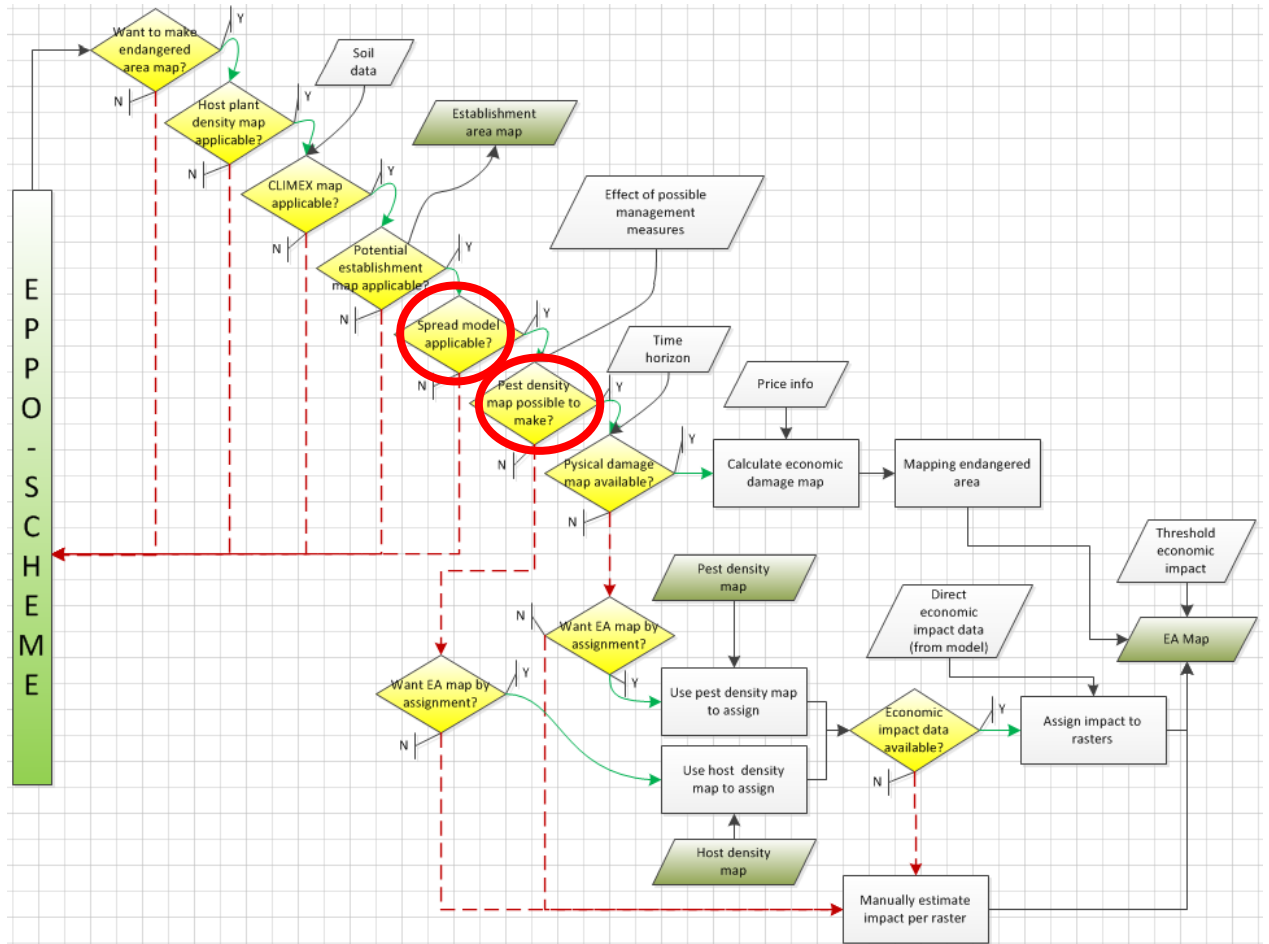 Want to make
endangered
area map?
Y
N
Soil
data
Host plant
density map
applicable?
Y
N
Establishment
area map
CLIMEX map
applicable?
Y
N
Effect of possible
management
measures
Potential
establishment
map applicable?
Y
N
Spread model
applicable?
Y
N
Time
horizon
Pest density
map possible to
make?
Y
N
Price info
Pysical damage
map available?
Y
N
Calculate economic
damage map
Mapping endangered
area
Threshold
economic
impact
EPPO-SCHEME
Pest density
map
Direct
economic
impact data
(from model)
EA Map
Want EA map by
assignment?
N
Y
Want EA map by
assignment?
Y
N
Use pest density map
to assign
Economic
impact data
available?
Y
N
Assign impact to
rasters
Use host density
map to assign
Host density
map
Manually estimate
impact per raster